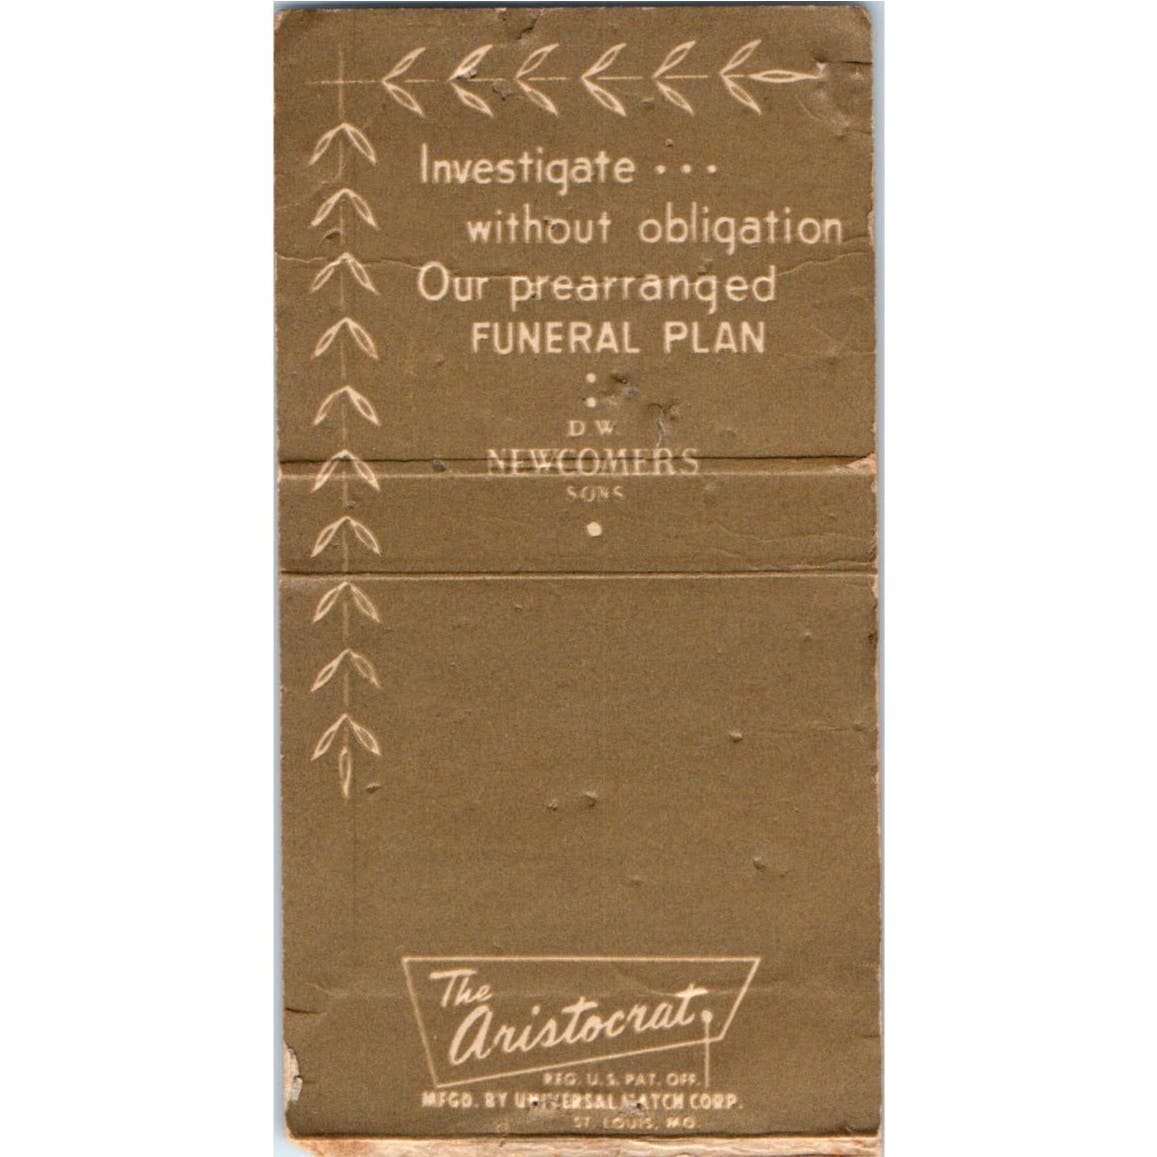 Investigate ...
without obligation
Our prearranged
FUNERAL PLAN
D. W.
NEWCOMER'S
SONS
The
Aristocrat
REG. U.S. PAT. OFF.
MFGD. BY UNIVERSAL MATCH CORP.
ST. LOUIS, MO.